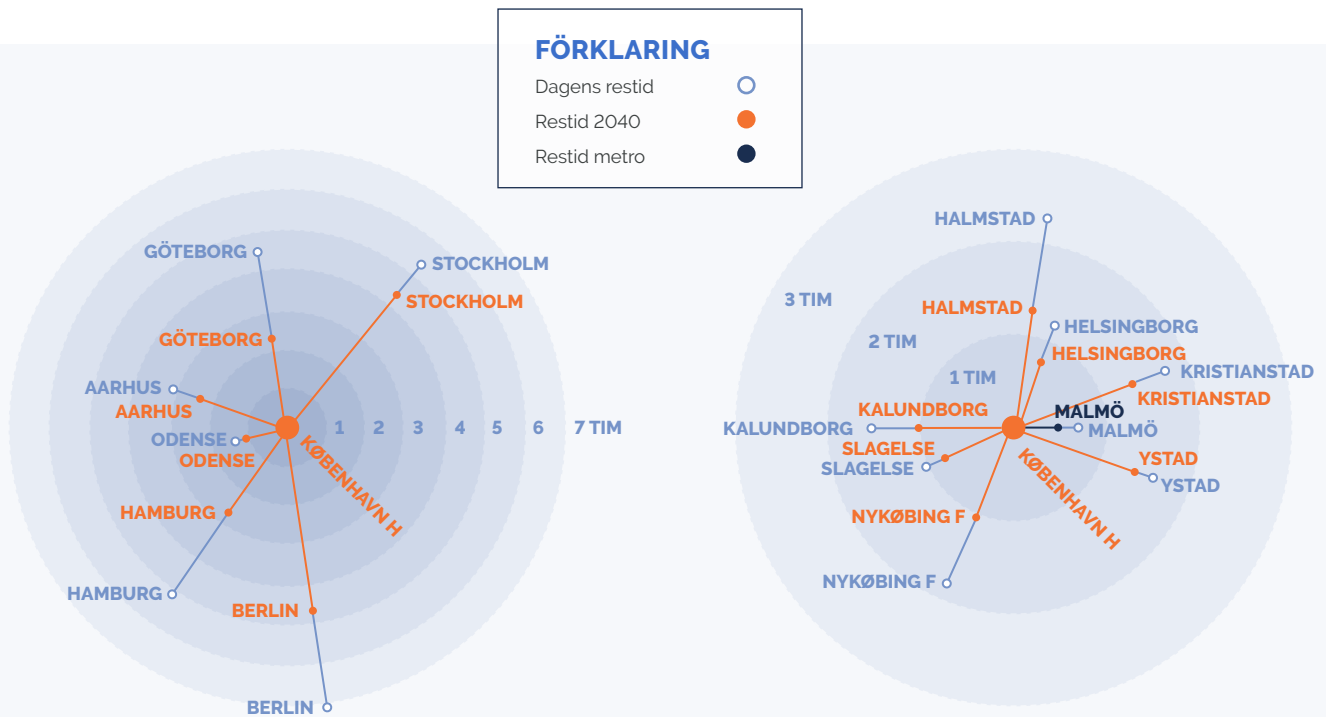 FÖRKLARING
Dagens restid
Restid 2040
Restid metro
GÖTEBORG
STOCKHOLM
STOCKHOLM
GÖTEBORG
AARHUS
AARHUS
ODENSE
ODENSE
1 2 3 4 5 6 7 TIM
KØBENHAVN H
HAMBURG
HAMBURG
BERLIN
BERLIN
HALMSTAD
3 TIM
HALMSTAD
HELSINGBORG
2 TIM
HELSINGBORG
KRISTIANSTAD
1 TIM
KRISTIANSTAD
KALUNDBORG
MALMÖ
KALUNDBORG
MALMÖ
SLAGELSE
SLAGELSE
YSTAD
YSTAD
KØBENHAVN H
NYKØBING F
NYKØBING F